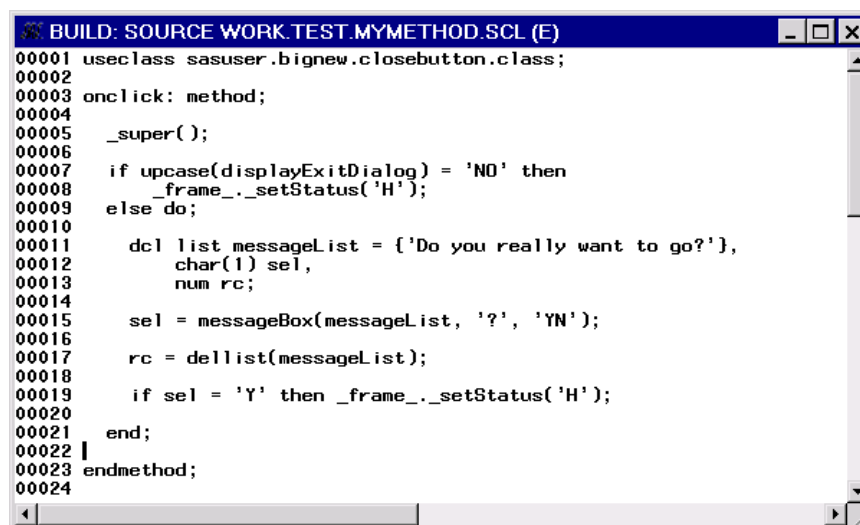 BUILD: SOURCE WORK.TEST.MYMETHOD.SCL (E)
00001 useclass sasuser.bignew.closebutton.class;
00002
00003 onclick: method;
00004
00005   _super();
00006
00007   if upcase(displayExitDialog) = 'NO' then
00008       _frame_._setStatus('H');
00009   else do;
00010
00011     dcl list messageList = {'Do you really want to go?'},
00012         char(1) sel,
00013         num rc;
00014
00015     sel = messageBox(messageList, '?', 'YN');
00016
00017     rc = dellist(messageList);
00018
00019     if sel = 'Y' then _frame_._setStatus('H');
00020
00021   end;
00022
00023 endmethod;
00024